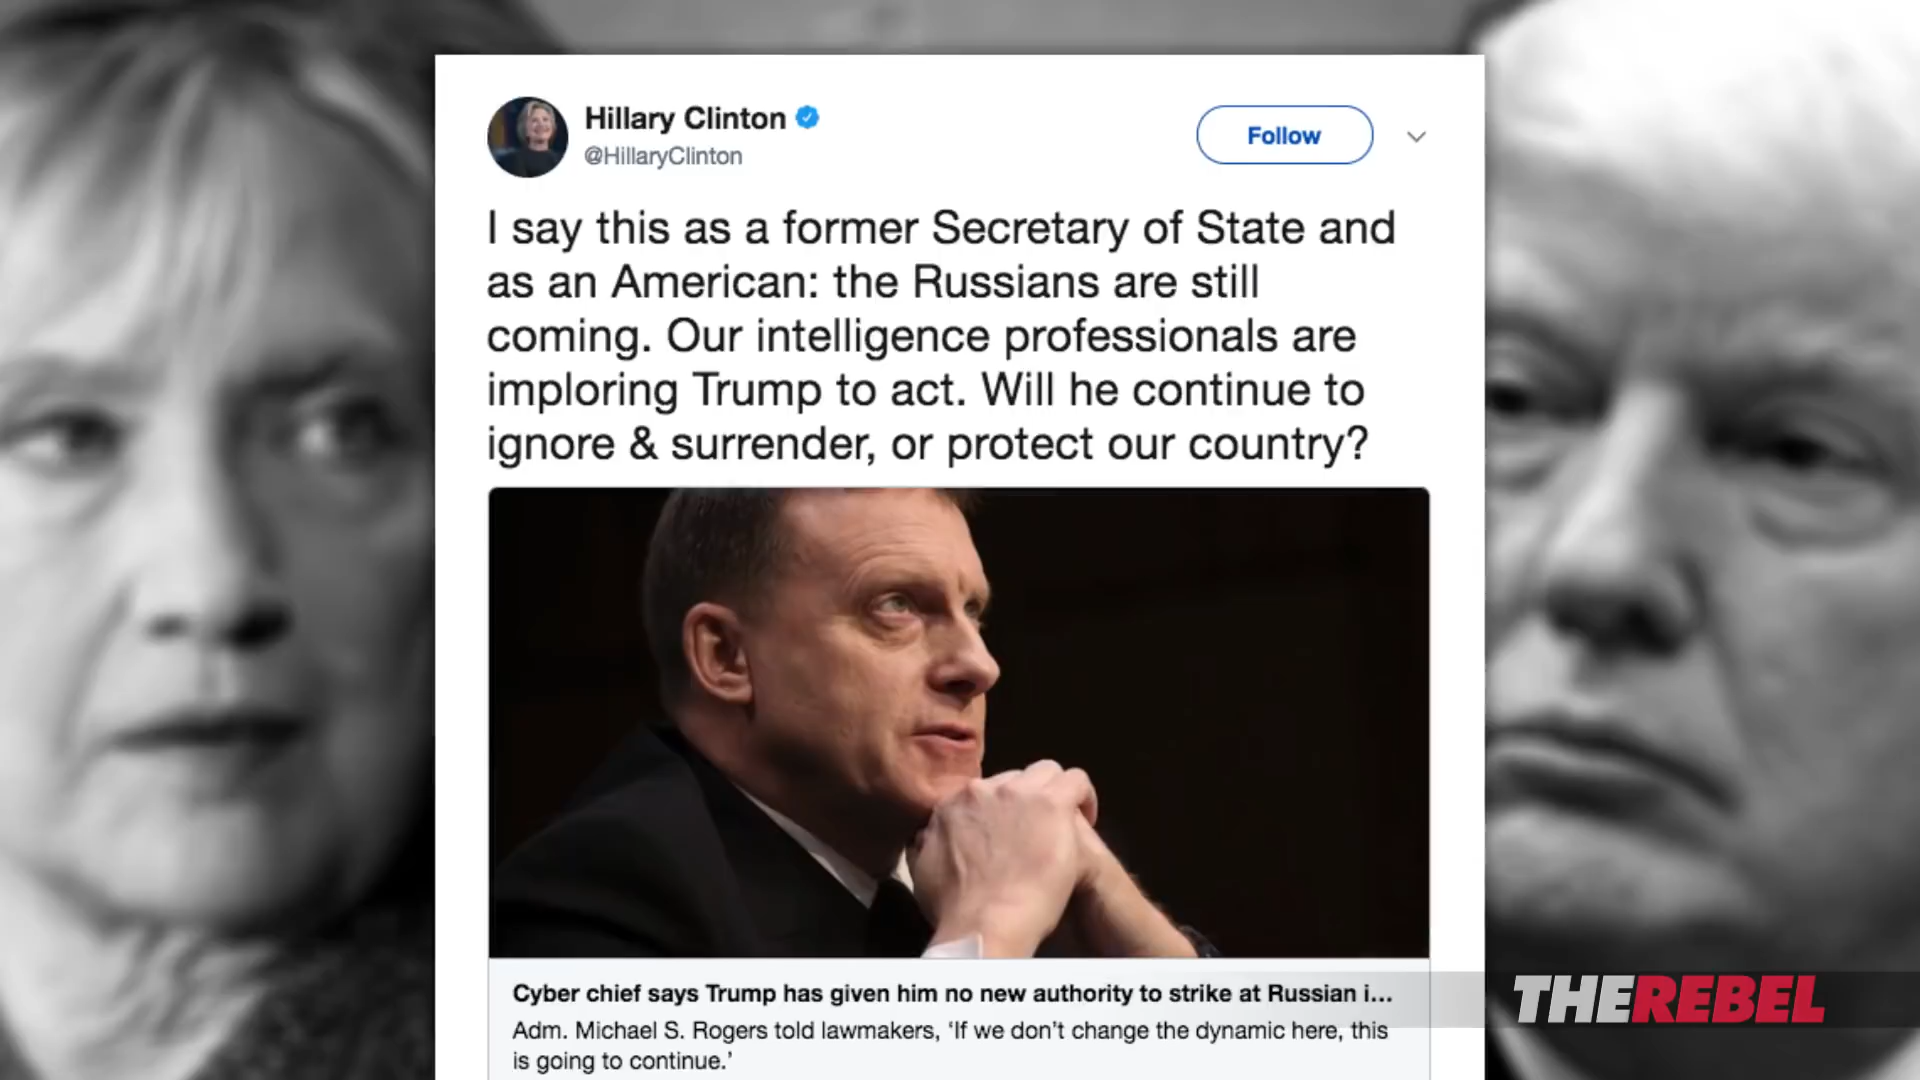 Hillary Clinton
@HillaryClinton
Follow
I say this as a former Secretary of State and
as an American: the Russians are still
coming. Our intelligence professionals are
imploring Trump to act. Will he continue to
ignore & surrender, or protect our country?
Cyber chief says Trump has given him no new authority to strike at Russian i...
Adm. Michael S. Rogers told lawmakers, ‘If we don’t change the dynamic here, this
is going to continue.’
THEREBEL